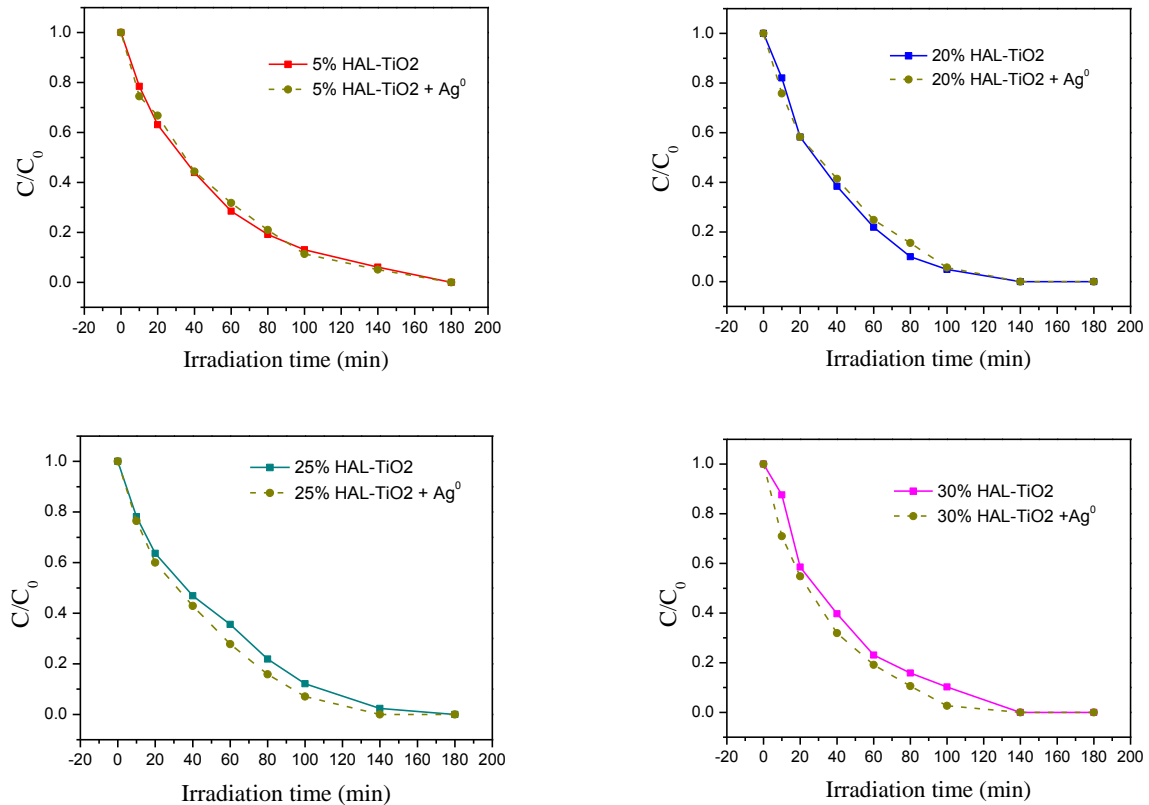 1.0
0.8
0.6
0.4
0.2
0.0
C/C₀
5% HAL-TiO2
5% HAL-TiO2 + Ag⁰
-20 0 20 40 60 80 100 120 140 160 180 200
Irradiation time (min)
1.0
0.8
0.6
0.4
0.2
0.0
C/C₀
20% HAL-TiO2
20% HAL-TiO2 + Ag⁰
-20 0 20 40 60 80 100 120 140 160 180 200
Irradiation time (min)
1.0
0.8
0.6
0.4
0.2
0.0
C/C₀
25% HAL-TiO2
25% HAL-TiO2 + Ag⁰
-20 0 20 40 60 80 100 120 140 160 180 200
Irradiation time (min)
1.0
0.8
0.6
0.4
0.2
0.0
C/C₀
30% HAL-TiO2
30% HAL-TiO2 +Ag⁰
-20 0 20 40 60 80 100 120 140 160 180 200
Irradiation time (min)